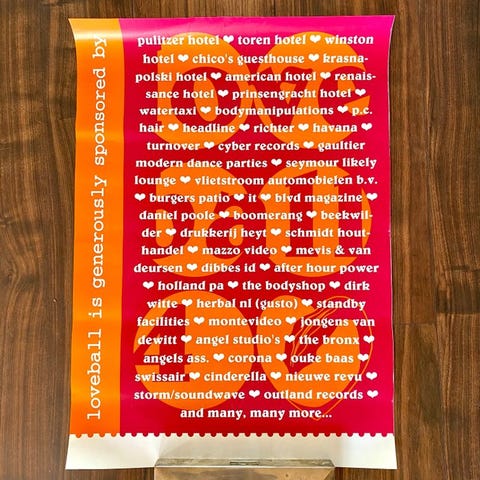 loveball is generously sponsored by
pulitzer hotel ❤ toren hotel ❤ winston
hotel ❤ chico's guesthouse ❤ krasna-
polski hotel ❤ american hotel ❤ renais-
sance ❤ prinsengracht hotel ❤
watertaxi ❤ bodymanipulations ❤ p.c.
hair ❤ headline ❤ richter ❤ havana ❤
turnover ❤ cyber records ❤ gaultier
modern dance parties ❤ seymour likely
lounge ❤ vlietstroom automobielen b.v.
❤ burgers patio ❤ it ❤ blvd magazine ❤
daniel poole ❤ boomerang ❤ beekwil-
der ❤ drukkerij heyt ❤ schmidt hout-
handel ❤ mazzo video ❤ mevis & van
deursen ❤ dibbes id ❤ after hour power
❤ holland pa ❤ the bodyshop ❤ dirk
witte ❤ herbal nl (gusto) ❤ standby
facilities ❤ montevideo ❤ jongens van
dewitt ❤ angel studio's ❤ the bronx ❤
angels ass. ❤ corona ❤ ouke baas ❤
swissair ❤ cinderella ❤ nieuwe revu ❤
storm/soundwave ❤ outland records ❤
and many, many more...